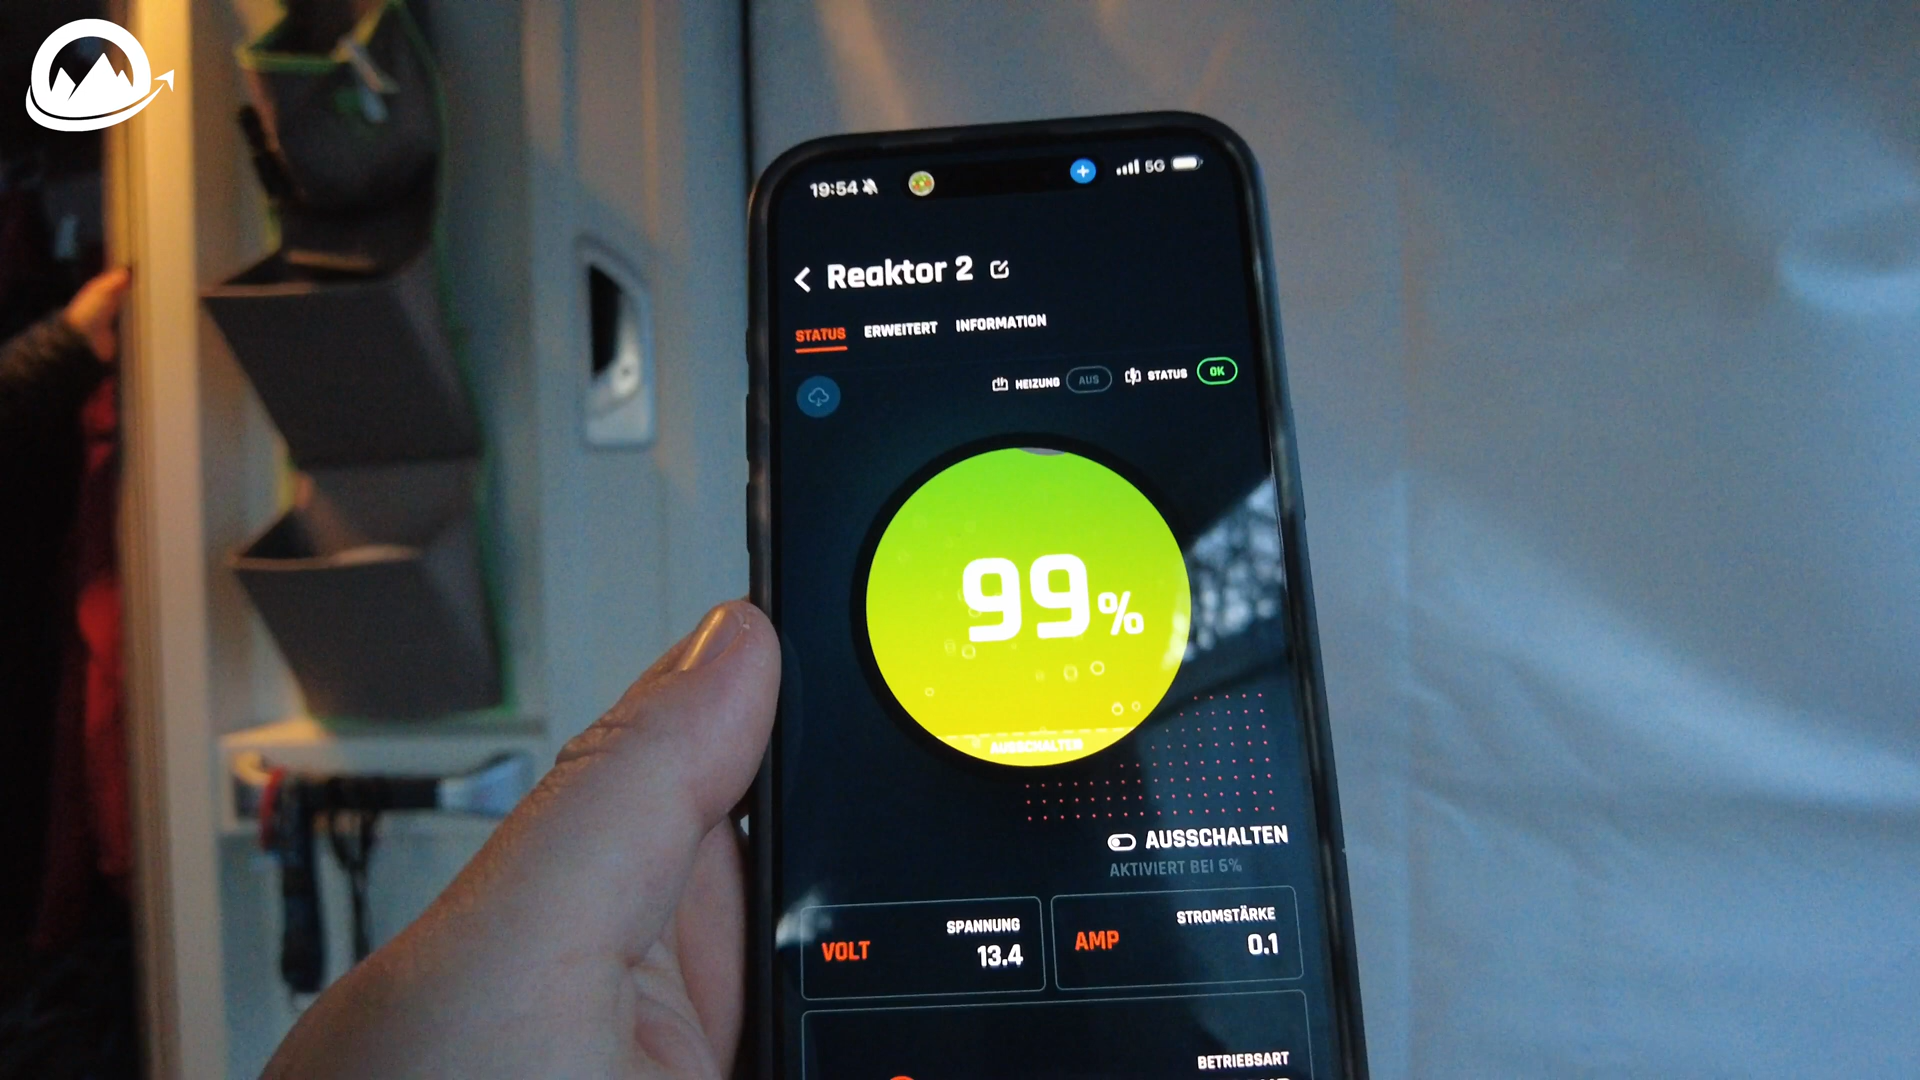 19:54
5G
Reaktor 2
STATUS ERWEITERT INFORMATION
HEIZUNG AUS STATUS OK
99%
AUSSCHALTEN
AUSSCHALTEN
AKTIVIERT BEI 6%
VOLT SPANNUNG 13.4
AMP STROMSTÄRKE 0.1
BETRIEBSART